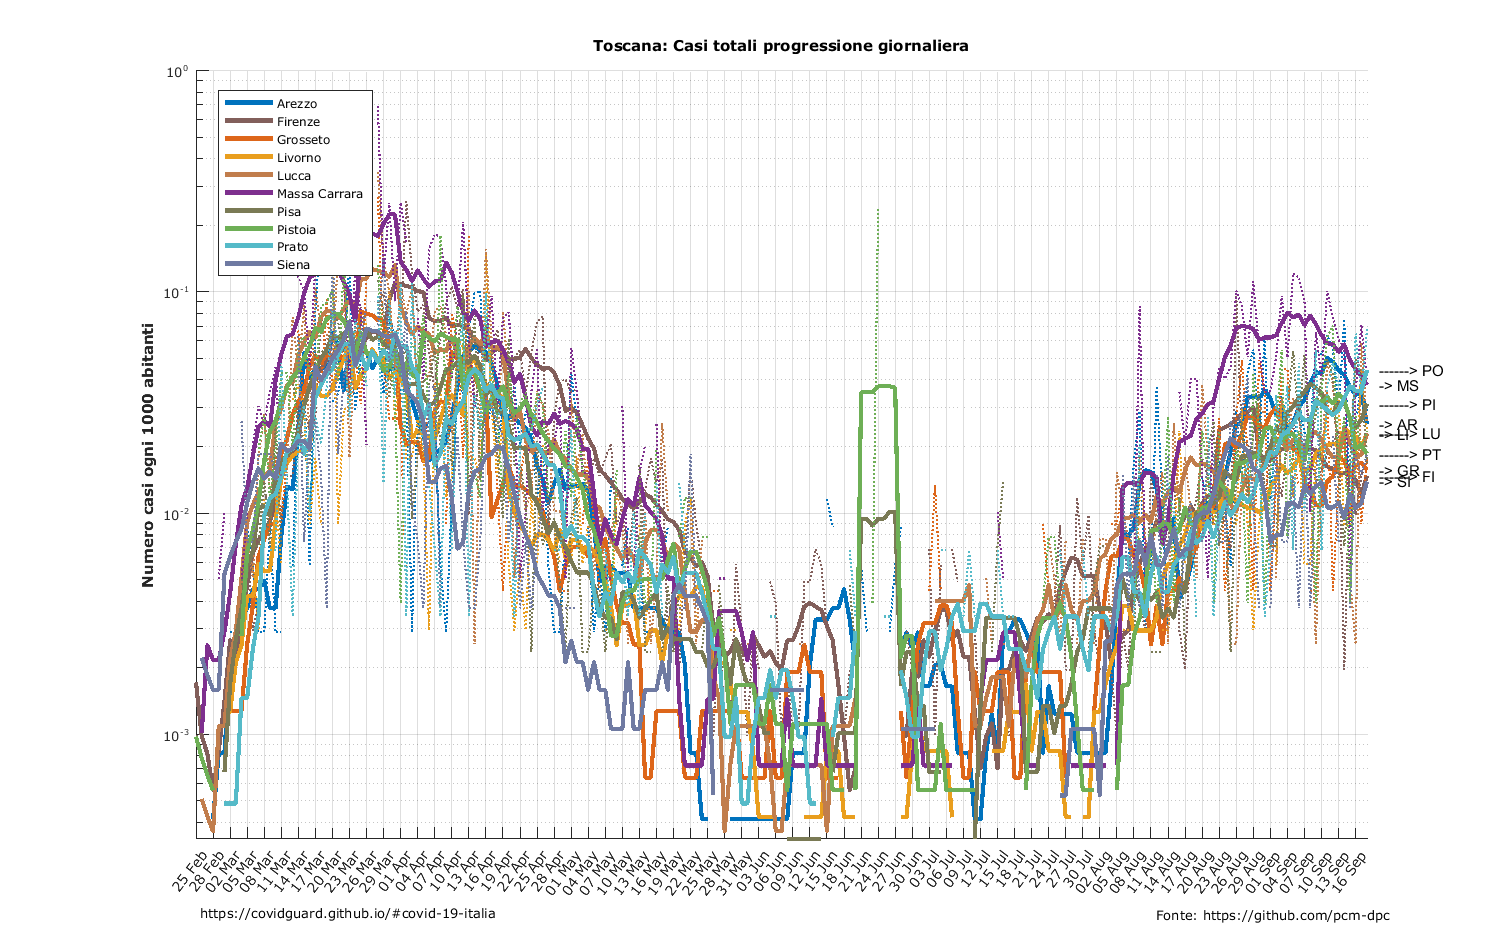 Toscana: Casi totali progressione giornaliera
Numero casi ogni 1000 abitanti
10^0
10^-1
10^-2
10^-3
Arezzo
Firenze
Grosseto
Livorno
Lucca
Massa Carrara
Pisa
Pistoia
Prato
Siena
------> PO
-> MS
------> PI
-> AR
-> LI
------> LU
------> PT
-> GR
------> FI
-> SI
25 Feb
28 Feb
02 Mar
05 Mar
08 Mar
11 Mar
14 Mar
17 Mar
20 Mar
23 Mar
26 Mar
29 Mar
01 Apr
04 Apr
07 Apr
10 Apr
13 Apr
16 Apr
19 Apr
22 Apr
25 Apr
28 Apr
01 May
04 May
07 May
10 May
13 May
16 May
19 May
22 May
25 May
28 May
31 May
03 Jun
06 Jun
09 Jun
12 Jun
15 Jun
18 Jun
21 Jun
24 Jun
27 Jun
30 Jun
03 Jul
06 Jul
09 Jul
12 Jul
15 Jul
18 Jul
21 Jul
24 Jul
27 Jul
30 Jul
02 Aug
05 Aug
08 Aug
11 Aug
14 Aug
17 Aug
20 Aug
23 Aug
26 Aug
29 Aug
01 Sep
04 Sep
07 Sep
10 Sep
13 Sep
16 Sep
https://covidguard.github.io/#covid-19-italia
Fonte: https://github.com/pcm-dpc